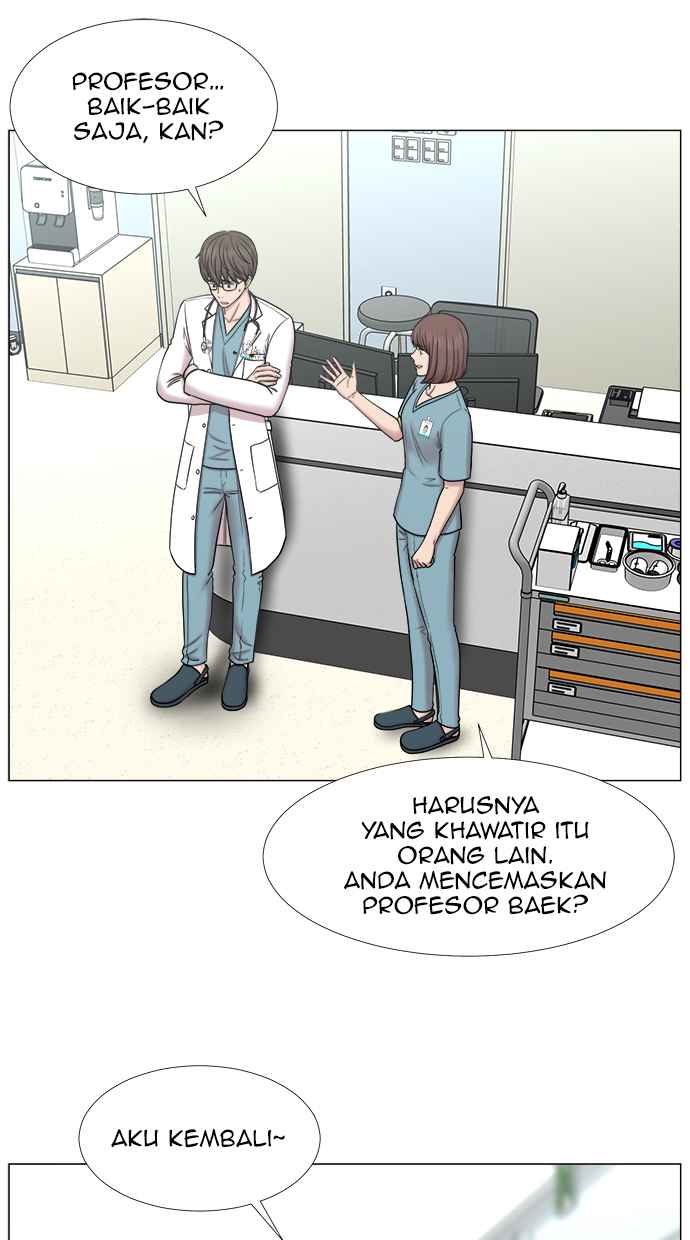 PROFESOR...
BAIK-BAIK
SAJA, KAN?
HARUSNYA
YANG KHAWATIR ITU
ORANG LAIN.
ANDA MENCEMASKAN
PROFESOR BAEK?
AKU KEMBALI~